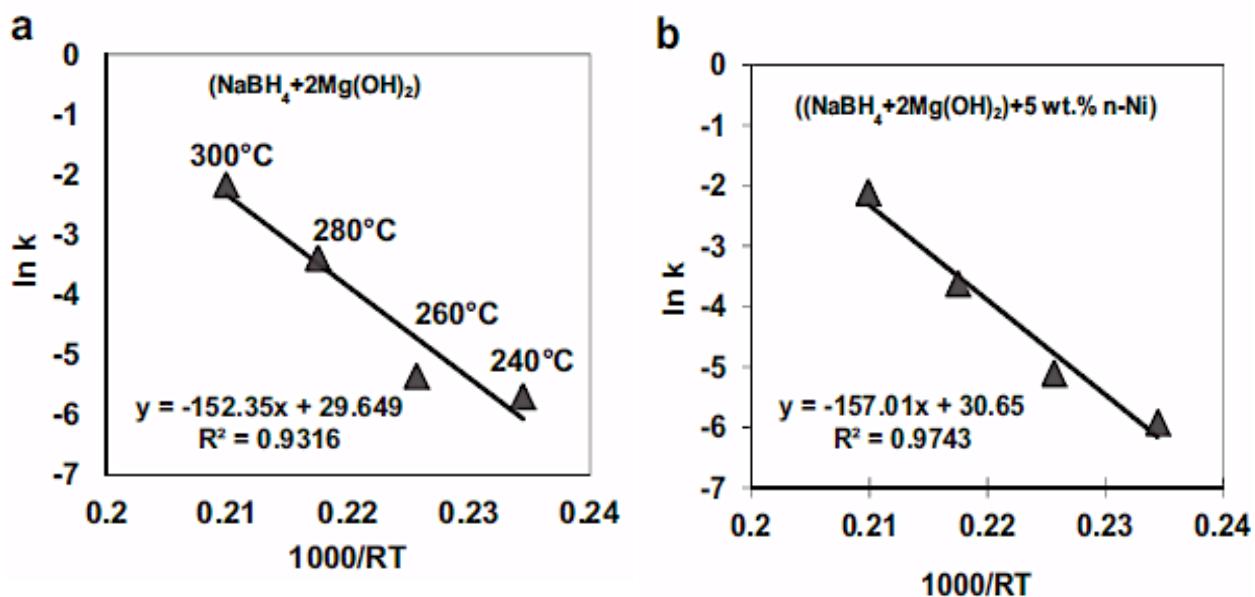 a
(NaBH₄+2Mg(OH)₂)
0
-1
-2
-3
-4
-5
-6
-7
ln k
300°C
280°C
260°C
240°C
y = -152.35x + 29.649
R² = 0.9316
0.2 0.21 0.22 0.23 0.24
1000/RT
b
((NaBH₄+2Mg(OH)₂)+5 wt.% n-Ni)
0
-1
-2
-3
-4
-5
-6
-7
ln k
y = -157.01x + 30.65
R² = 0.9743
0.2 0.21 0.22 0.23 0.24
1000/RT